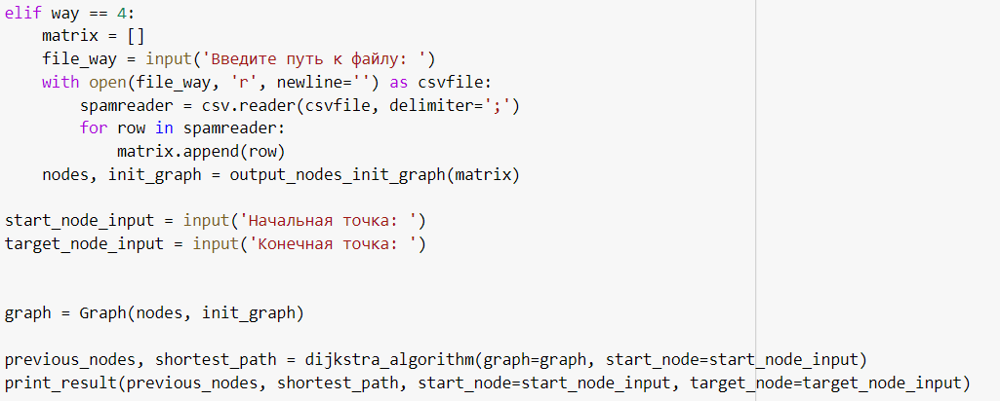 elif way == 4:
    matrix = []
    file_way = input('Введите путь к файлу: ')
    with open(file_way, 'r', newline='') as csvfile:
        spamreader = csv.reader(csvfile, delimiter=';')
        for row in spamreader:
            matrix.append(row)
    nodes, init_graph = output_nodes_init_graph(matrix)
start_node_input = input('Начальная точка: ')
target_node_input = input('Конечная точка: ')
graph = Graph(nodes, init_graph)
previous_nodes, shortest_path = dijkstra_algorithm(graph=graph, start_node=start_node_input)
print_result(previous_nodes, shortest_path, start_node=start_node_input, target_node=target_node_input)